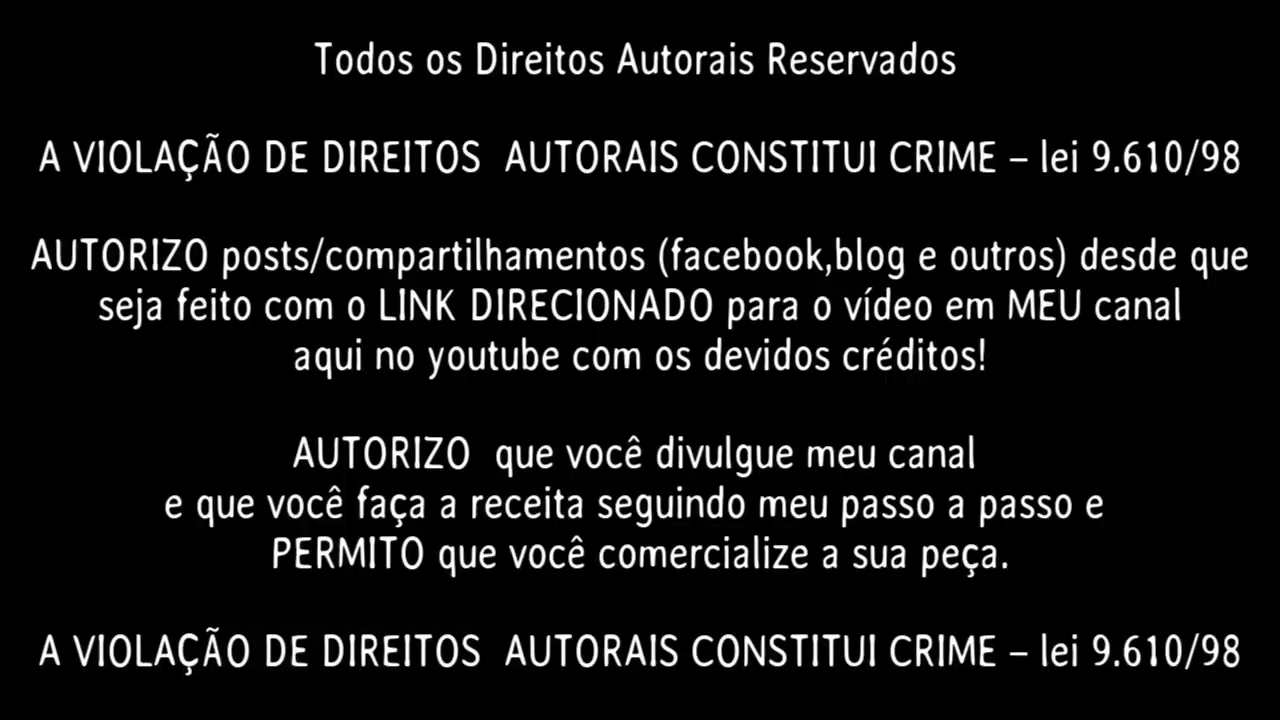 Todos os Direitos Autorais Reservados
A VIOLAÇÃO DE DIREITOS  AUTORAIS CONSTITUI CRIME – lei 9.610/98
AUTORIZO posts/compartilhamentos (facebook,blog e outros) desde que
seja feito com o LINK DIRECIONADO para o vídeo em MEU canal
aqui no youtube com os devidos créditos!
AUTORIZO  que você divulgue meu canal
e que você faça a receita seguindo meu passo a passo e
PERMITO que você comercialize a sua peça.
A VIOLAÇÃO DE DIREITOS  AUTORAIS CONSTITUI CRIME – lei 9.610/98